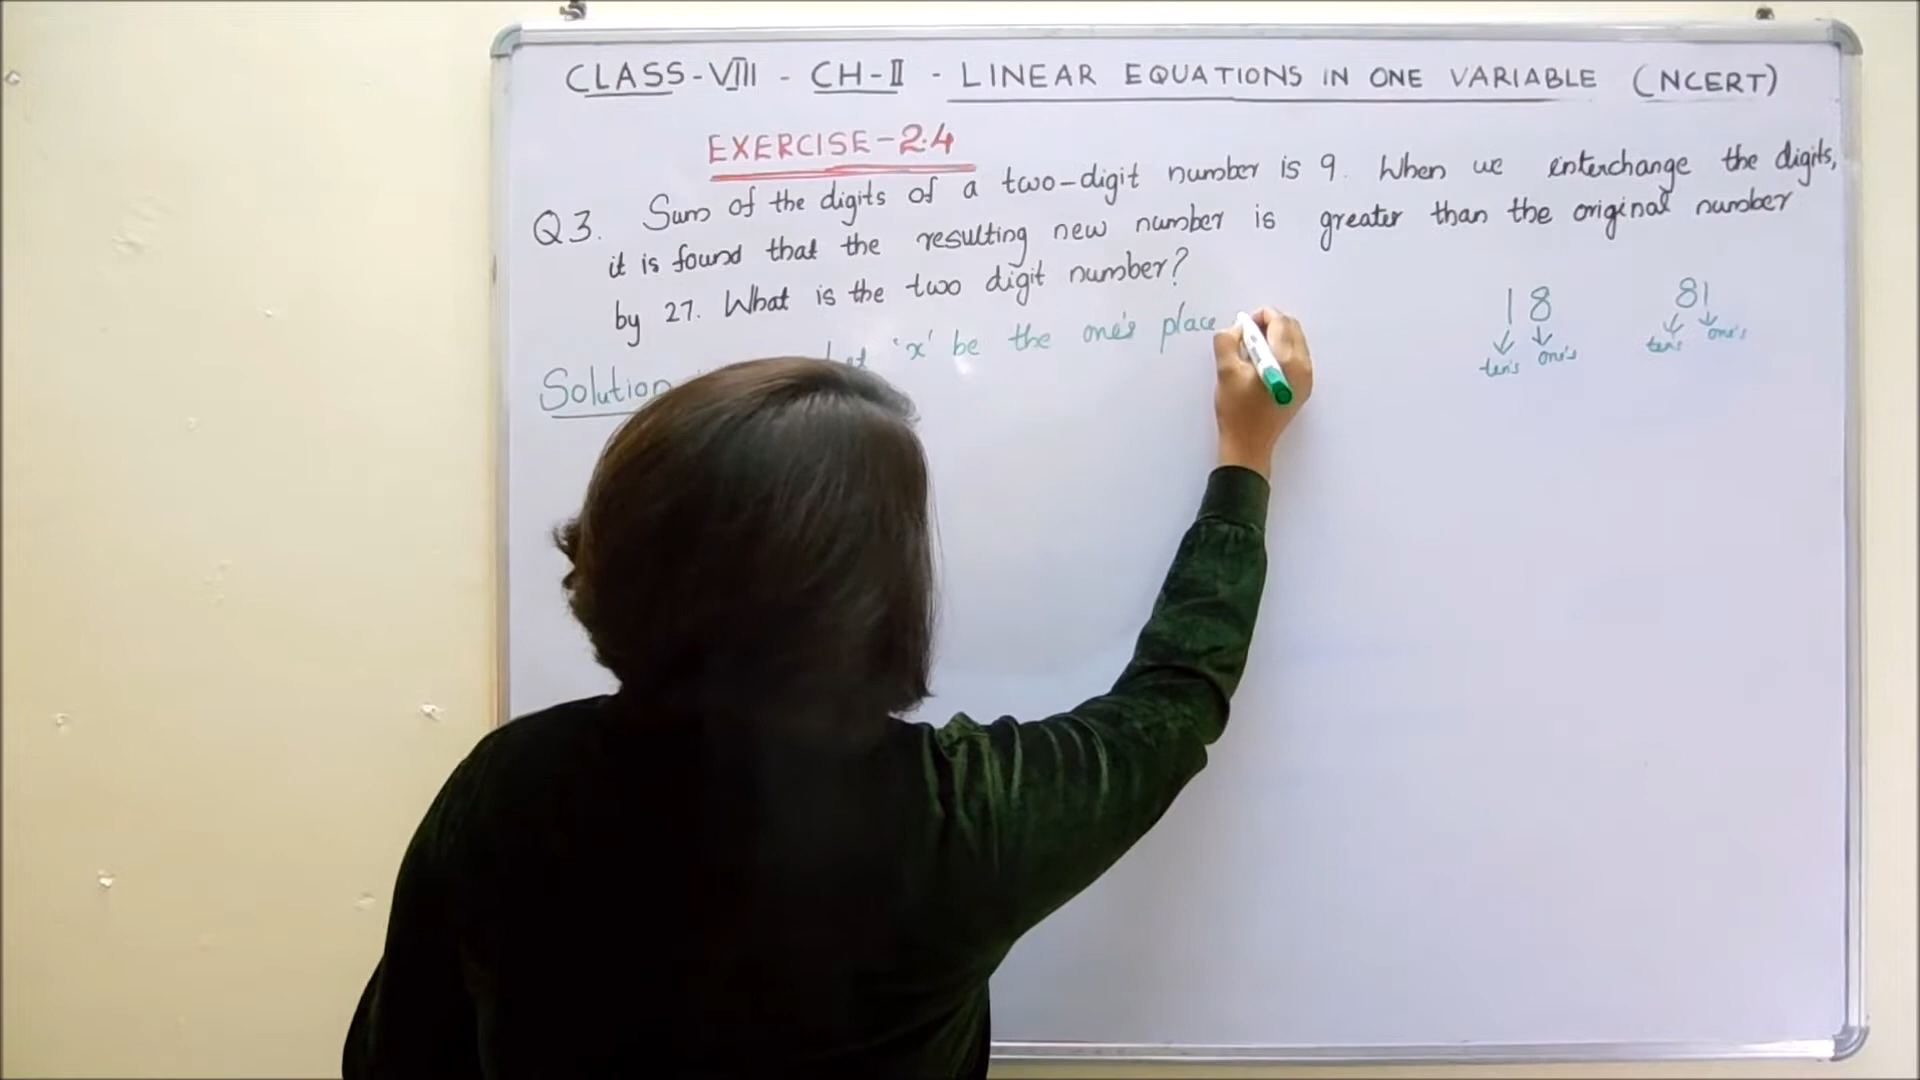 CLASS-VIII - CH-II - LINEAR EQUATIONS IN ONE VARIABLE (NCERT)
EXERCISE-2.4
Q3. Sum of the digits of a two-digit number is 9. When we interchange the digits,
it is found that the resulting new number is greater than the original number
by 27. What is the two digit number?
18
ten's one's
81
ten's one's
Solution
'x' be the one's place